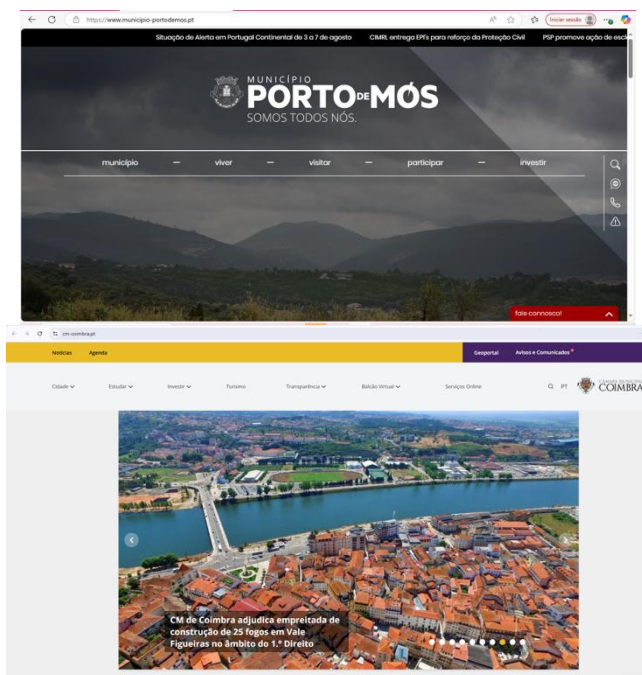 https://www.municipio-portodemos.pt
Iniciar sessão
Situação de Alerta em Portugal Continental de 3 a 7 de agosto CIMRL entrega EPI's para reforço da Proteção Civil PSP promove ação de escl
MUNICÍPIO
PORTO DE MÓS
SOMOS TODOS NÓS.
município — viver — visitar — participar — investir
fale connosco!
cm-coimbra.pt
Notícias Agenda Geoportal Avisos e Comunicados
Cidade Estudar Investir Turismo Transparência Balcão Virtual Serviços Online PT
CÂMARA MUNICIPAL
COIMBRA
CM de Coimbra adjudica empreitada de
construção de 25 fogos em Vale
Figueiras no âmbito do 1.º Direito